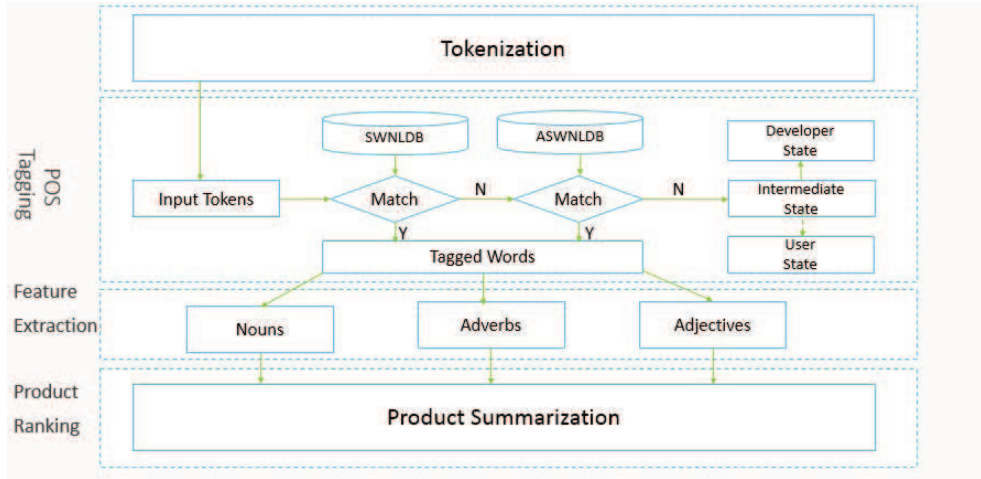 Tokenization
POS
Tagging
SWNLDB
ASWNLDB
Developer
State
Input Tokens
Match
N
Match
N
Intermediate
State
Y
Y
Tagged Words
User
State
Feature
Extraction
Nouns
Adverbs
Adjectives
Product
Ranking
Product Summarization